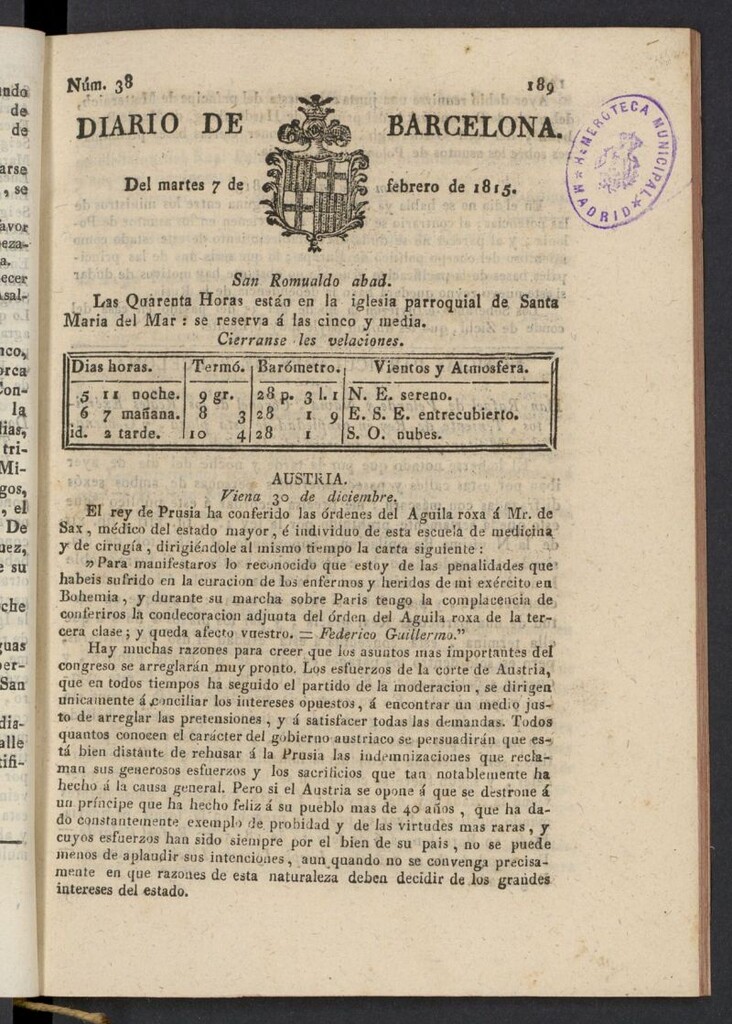 Núm. 38
189
DIARIO DE BARCELONA.
Del martes 7 de febrero de 1815.
HEMEROTECA MUNICIPAL
MADRID
San Romualdo abad.
Las Quarenta Horas están en la iglesia parroquial de Santa
Maria del Mar : se reserva á las cinco y media.
Cierranse les velaciones.
Dias horas. Termó. Barómetro. Vientos y Atmosfera.
5 11 noche. 9 gr. 28 p. 3 l. 1 N. E. sereno.
6 7 mañana. 8 3 28 1 9 E. S. E. entrecubierto.
id. 2 tarde. 10 4 28 1 S. O. nubes.
AUSTRIA.
Viena 30 de diciembre.
El rey de Prusia ha conferido las órdenes del Aguila roxa á Mr. de
Sax, médico del estado mayor, é individuo de esta escuela de medicina
y de cirugía, dirigiéndole al mismo tiempo la carta siguiente :
»Para manifestaros lo reconocido que estoy de las penalidades que
habeis sufrido en la curacion de los enfermos y heridos de mi exército en
Bohemia, y durante su marcha sobre Paris tengo la complacencia de
conferiros la condecoracion adjunta del órden del Aguila roxa de la ter-
cera clase; y queda afecto vuestro. = Federico Guillermo."
Hay muchas razones para creer que los asuntos mas importantes del
congreso se arreglarán muy pronto. Los esfuerzos de la corte de Austria,
que en todos tiempos ha seguido el partido de la moderacion, se dirigen
unicamente á conciliar los intereses opuestos, á encontrar un medio jus-
to de arreglar las pretensiones, y á satisfacer todas las demandas. Todos
quantos conocen el carácter del gobierno austriaco se persuadirán que es-
tá bien distante de rehusar á la Prusia las indemnizaciones que recla-
man sus generosos esfuerzos y los sacrificios que tan notablemente ha
hecho á la causa general. Pero si el Austria se opone á que se destrone á
un príncipe que ha hecho feliz á su pueblo mas de 40 años, que ha da-
do constantemente exemplo de probidad y de las virtudes mas raras, y
cuyos esfuerzos han sido siempre por el bien de su pais, no se puede
menos de aplaudir sus intenciones, aun quando no se convenga precisa-
mente en que razones de esta naturaleza deben decidir de los grandes
intereses del estado.